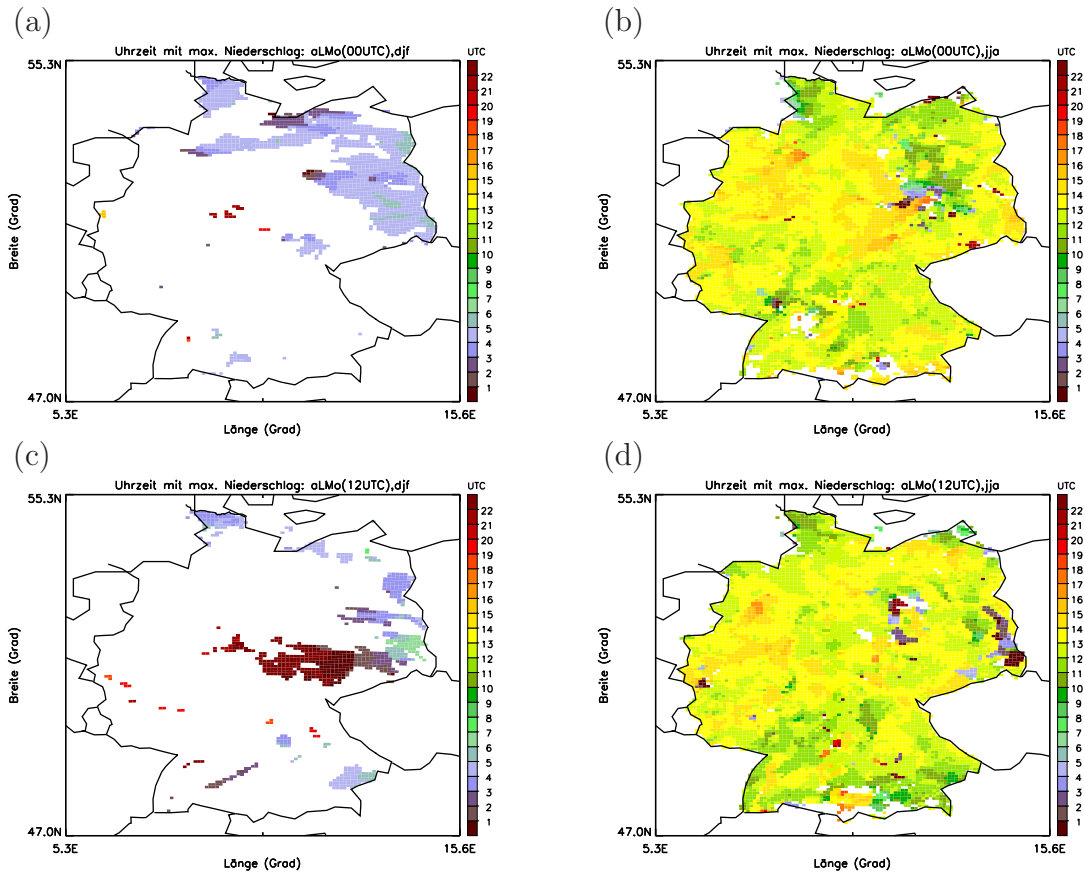 (a)
Uhrzeit mit max. Niederschlag: aLMo(00UTC),djf
UTC
55.3N
22
21
20
19
18
17
16
15
14
13
12
11
10
9
8
7
6
5
4
3
2
1
Breite (Grad)
47.0N
5.3E
15.6E
Länge (Grad)
(b)
Uhrzeit mit max. Niederschlag: aLMo(00UTC),jja
UTC
55.3N
22
21
20
19
18
17
16
15
14
13
12
11
10
9
8
7
6
5
4
3
2
1
Breite (Grad)
47.0N
5.3E
15.6E
Länge (Grad)
(c)
Uhrzeit mit max. Niederschlag: aLMo(12UTC),djf
UTC
55.3N
22
21
20
19
18
17
16
15
14
13
12
11
10
9
8
7
6
5
4
3
2
1
Breite (Grad)
47.0N
5.3E
15.6E
Länge (Grad)
(d)
Uhrzeit mit max. Niederschlag: aLMo(12UTC),jja
UTC
55.3N
22
21
20
19
18
17
16
15
14
13
12
11
10
9
8
7
6
5
4
3
2
1
Breite (Grad)
47.0N
5.3E
15.6E
Länge (Grad)